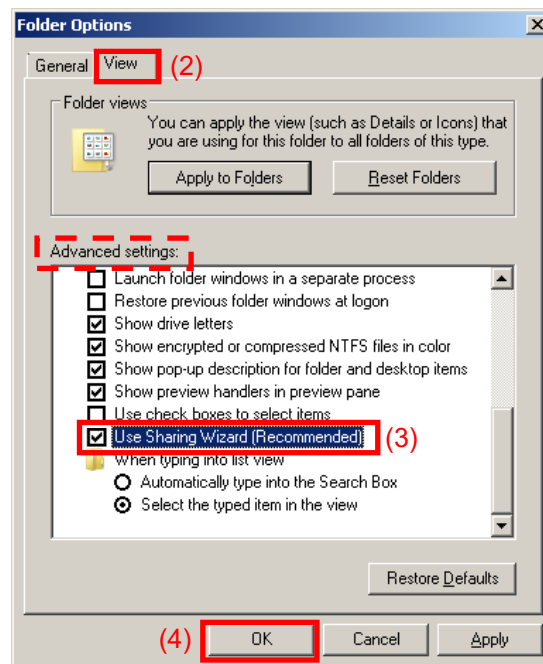 Folder Options
General
View
(2)
Folder views
You can apply the view (such as Details or Icons) that
you are using for this folder to all folders of this type.
Apply to Folders
Reset Folders
Advanced settings:
Launch folder windows in a separate process
Restore previous folder windows at logon
Show drive letters
Show encrypted or compressed NTFS files in color
Show pop-up description for folder and desktop items
Show preview handlers in preview pane
Use check boxes to select items
Use Sharing Wizard (Recommended)
(3)
When typing into list view
Automatically type into the Search Box
Select the typed item in the view
Restore Defaults
(4)
OK
Cancel
Apply